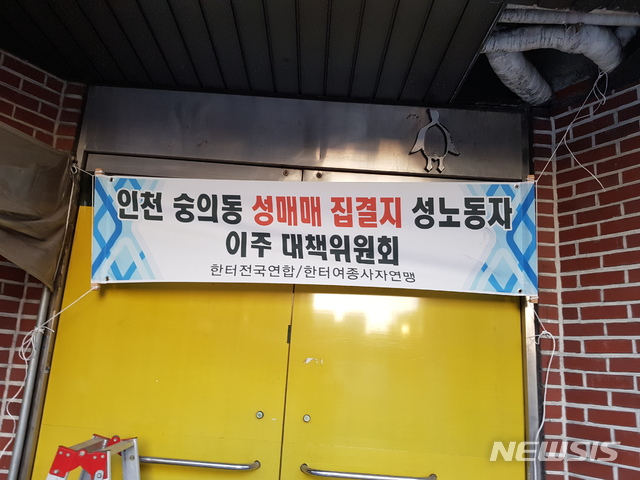 인천 숭의동 성매매 집결지 성노동자
이주 대책위원회
한터전국연합/한터여종사자연맹
NEWSIS